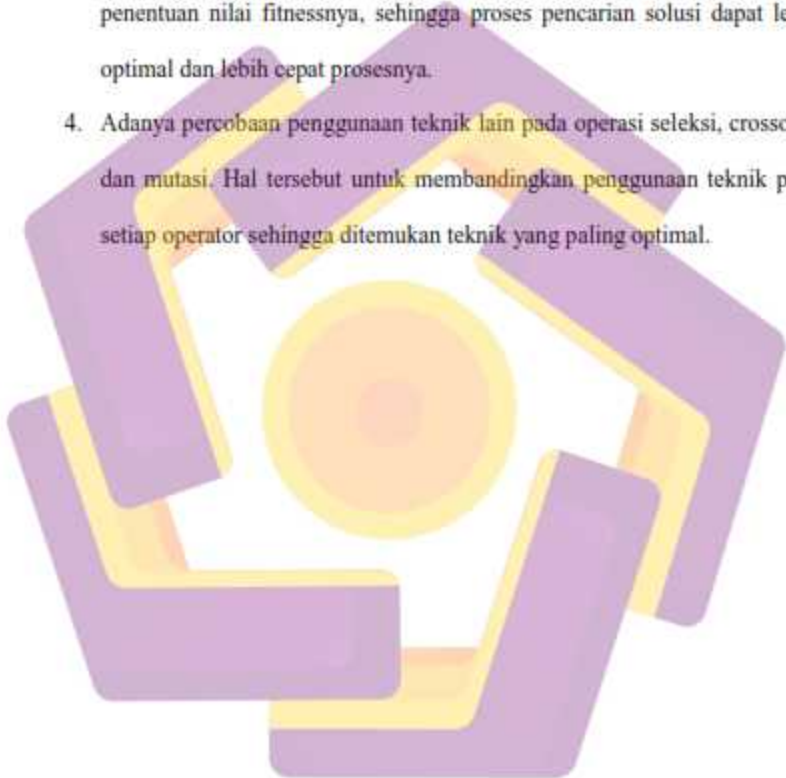 penentuan nilai fitnessnya, sehingga proses pencarian solusi dapat le
optimal dan lebih cepat prosesnya.
4. Adanya percobaan penggunaan teknik lain pada operasi seleksi, crosso
dan mutasi. Hal tersebut untuk membandingkan penggunaan teknik p
setiap operator sehingga ditemukan teknik yang paling optimal.